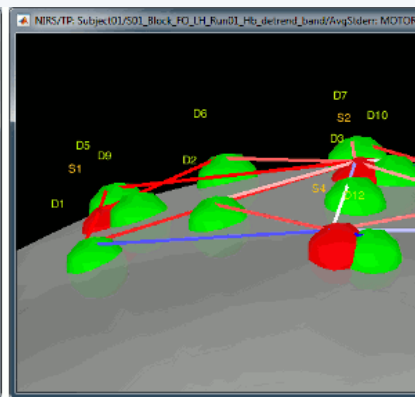 NIRS/TP: Subject01/S01_Block_FO_LH_Run01_Hb_detrend_band//AvgStderr: MOTOR
D7
D6
D10
S2
D5
D3
D9
D2
S1
S4
D12
D1